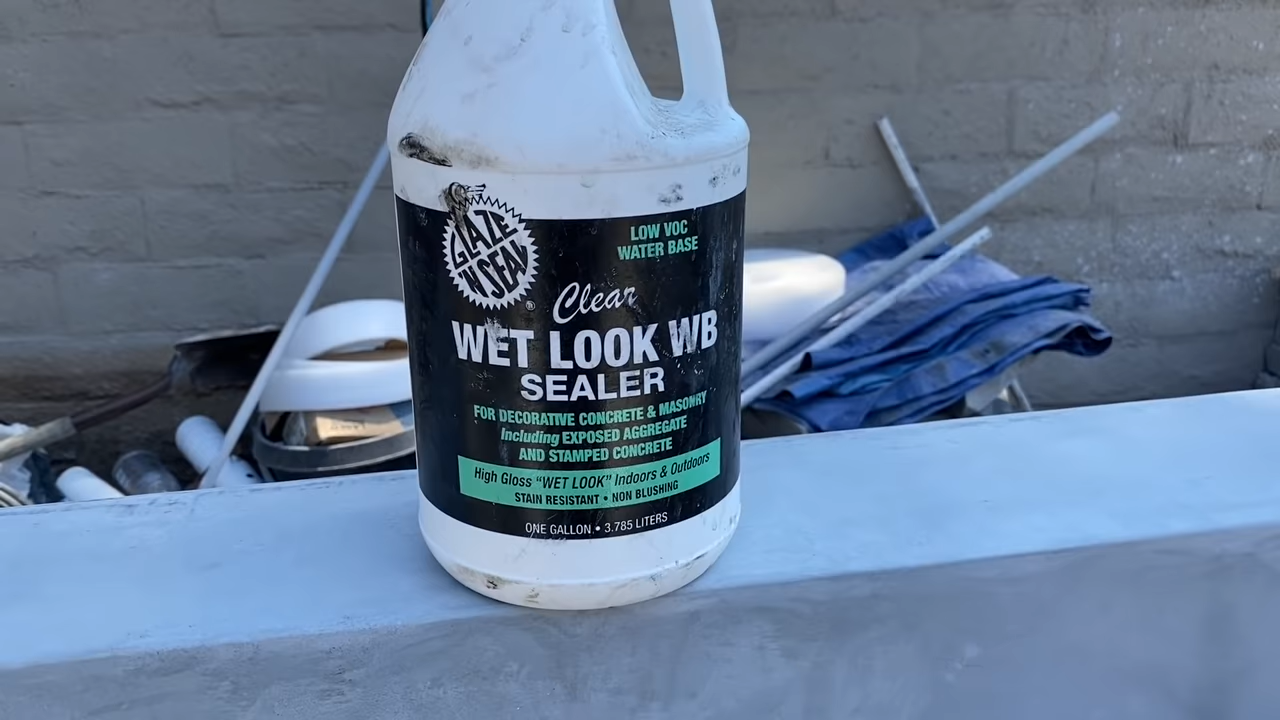 GLAZE
'N SEAL
®
LOW VOC
WATER BASE
Clear
WET LOOK WB
SEALER
FOR DECORATIVE CONCRETE & MASONRY
Including EXPOSED AGGREGATE
AND STAMPED CONCRETE
High Gloss "WET LOOK" Indoors & Outdoors
STAIN RESISTANT • NON BLUSHING
ONE GALLON • 3.785 LITERS